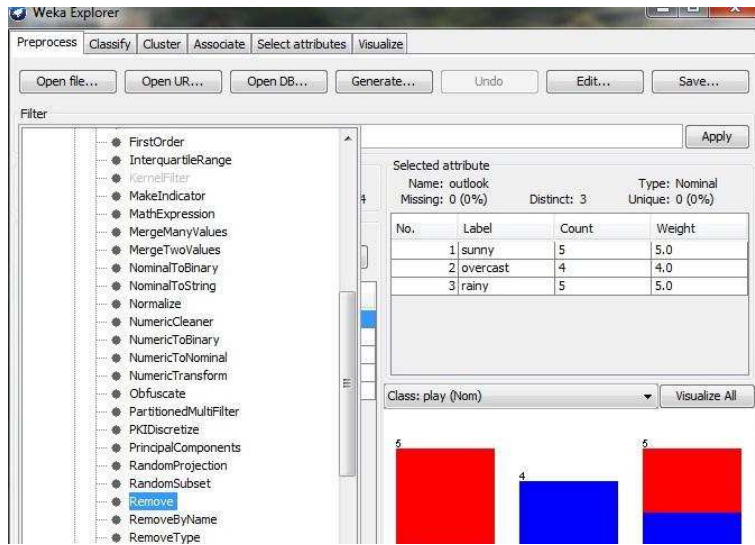 Weka Explorer
Preprocess Classify Cluster Associate Select attributes Visualize
Open file... Open UR... Open DB... Generate... Undo Edit... Save...
Filter
Apply
FirstOrder
InterquartileRange
KernelFilter
MakeIndicator
MathExpression
MergeManyValues
MergeTwoValues
NominalToBinary
NominalToString
Normalize
NumericCleaner
NumericToBinary
NumericToNominal
NumericTransform
Obfuscate
PartitionedMultiFilter
PKIDiscretize
PrincipalComponents
RandomProjection
RandomSubset
Remove
RemoveByName
RemoveType
4
Selected attribute
Name: outlook Type: Nominal
Missing: 0 (0%) Distinct: 3 Unique: 0 (0%)
No. Label Count Weight
1 sunny 5 5.0
2 overcast 4 4.0
3 rainy 5 5.0
Class: play (Nom) Visualize All
5 4 5